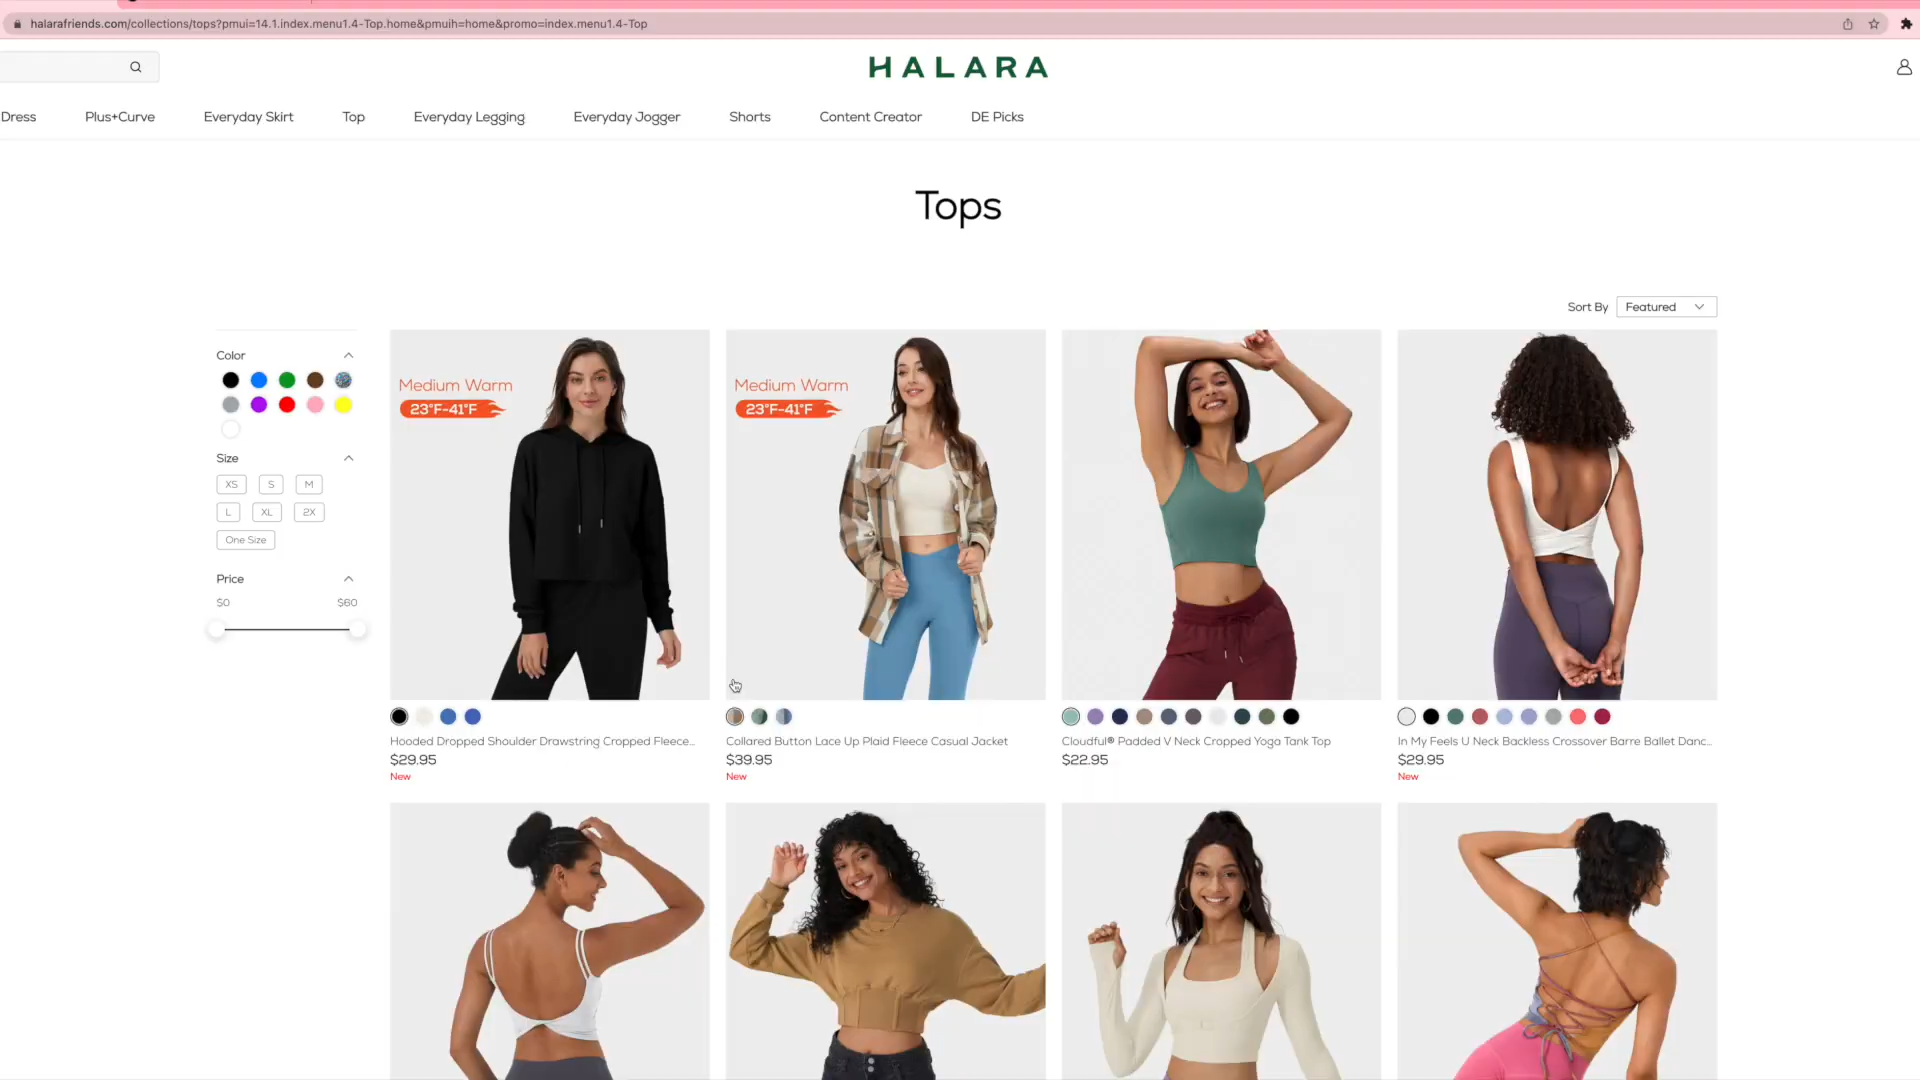 halarafriends.com/collections/tops?pmui=14.1.index.menu1.4-Top.home&pmuih=home&promo=index.menu1.4-Top
HALARA
Dress Plus+Curve Everyday Skirt Top Everyday Legging Everyday Jogger Shorts Content Creator DE Picks
Tops
Sort By Featured
Color
Size
XS S M
L XL 2X
One Size
Price
$0 $60
Medium Warm
23°F-41°F
Medium Warm
23°F-41°F
Hooded Dropped Shoulder Drawstring Cropped Fleece...
$29.95
New
Collared Button Lace Up Plaid Fleece Casual Jacket
$39.95
New
Cloudful® Padded V Neck Cropped Yoga Tank Top
$22.95
In My Feels U Neck Backless Crossover Barre Ballet Danc...
$29.95
New